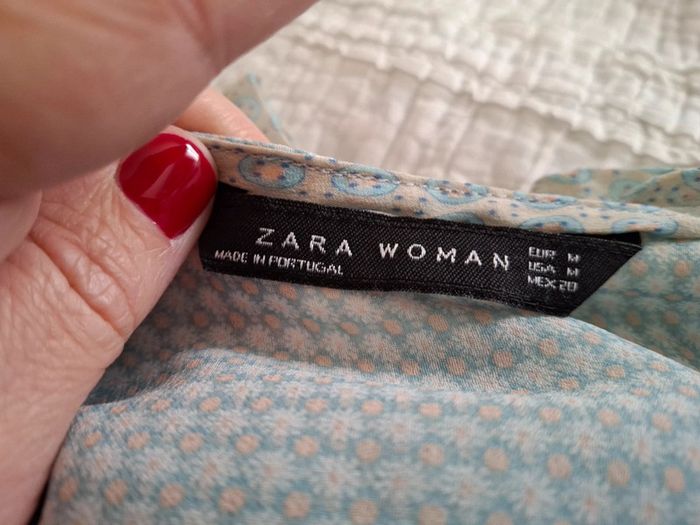 ZARA WOMAN
MADE IN PORTUGAL
EUR M
USA M
MEX 28